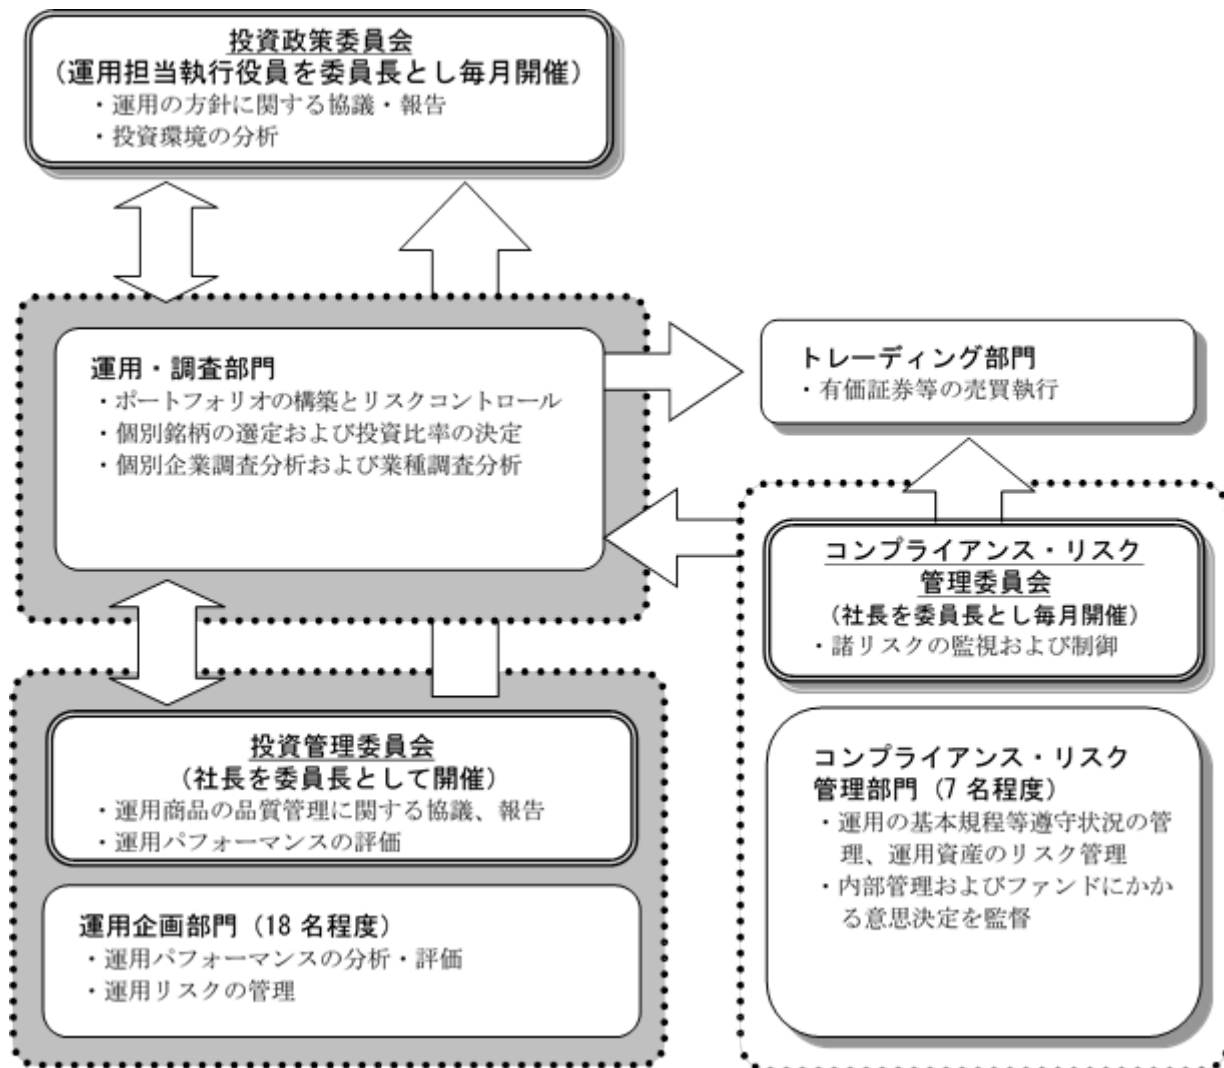 投資政策委員会
（運用担当執行役員を委員長とし毎月開催）
・運用の方針に関する協議・報告
・投資環境の分析
運用・調査部門
・ポートフォリオの構築とリスクコントロール
・個別銘柄の選定および投資比率の決定
・個別企業調査分析および業種調査分析
トレーディング部門
・有価証券等の売買執行
コンプライアンス・リスク
管理委員会
（社長を委員長とし毎月開催）
・諸リスクの監視および制御
投資管理委員会
（社長を委員長として開催）
・運用商品の品質管理に関する協議、報告
・運用パフォーマンスの評価
運用企画部門（18 名程度）
・運用パフォーマンスの分析・評価
・運用リスクの管理
コンプライアンス・リスク
管理部門（7 名程度）
・運用の基本規程等遵守状況の管
理、運用資産のリスク管理
・内部管理およびファンドにかか
る意思決定を監督